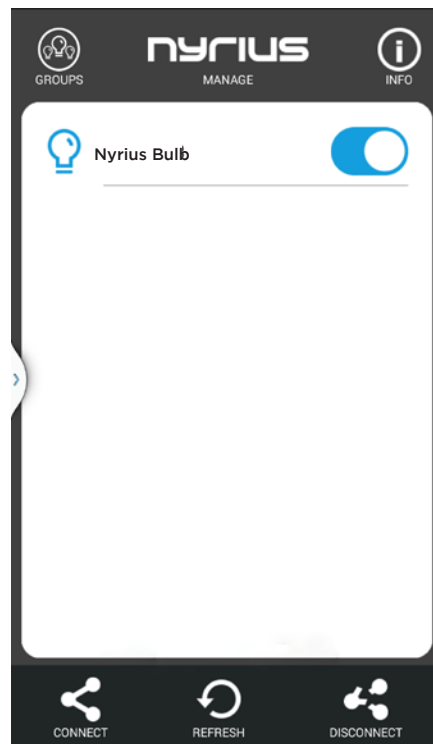 nyrius
GROUPS MANAGE INFO
Nyrius Bulb
CONNECT REFRESH DISCONNECT